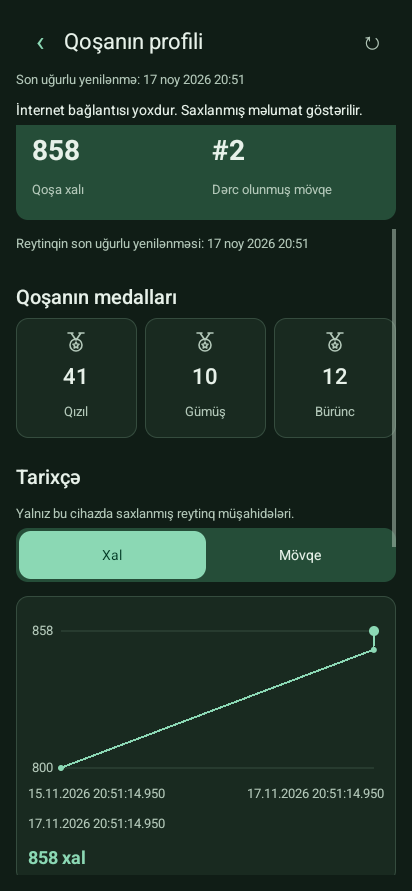 Qoşanın profili
Son uğurlu yenilənmə: 17 noy 2026 20:51
İnternet bağlantısı yoxdur. Saxlanmış məlumat göstərilir.
858 #2
Qoşa xalı Dərc olunmuş mövqe
Reytinqin son uğurlu yenilənməsi: 17 noy 2026 20:51
Qoşanın medalları
41 10 12
Qızıl Gümüş Bürünc
Tarixçə
Yalnız bu cihazda saxlanmış reytinq müşahidələri.
Xal Mövqe
858
800
15.11.2026 20:51:14.950 17.11.2026 20:51:14.950
17.11.2026 20:51:14.950
858 xal